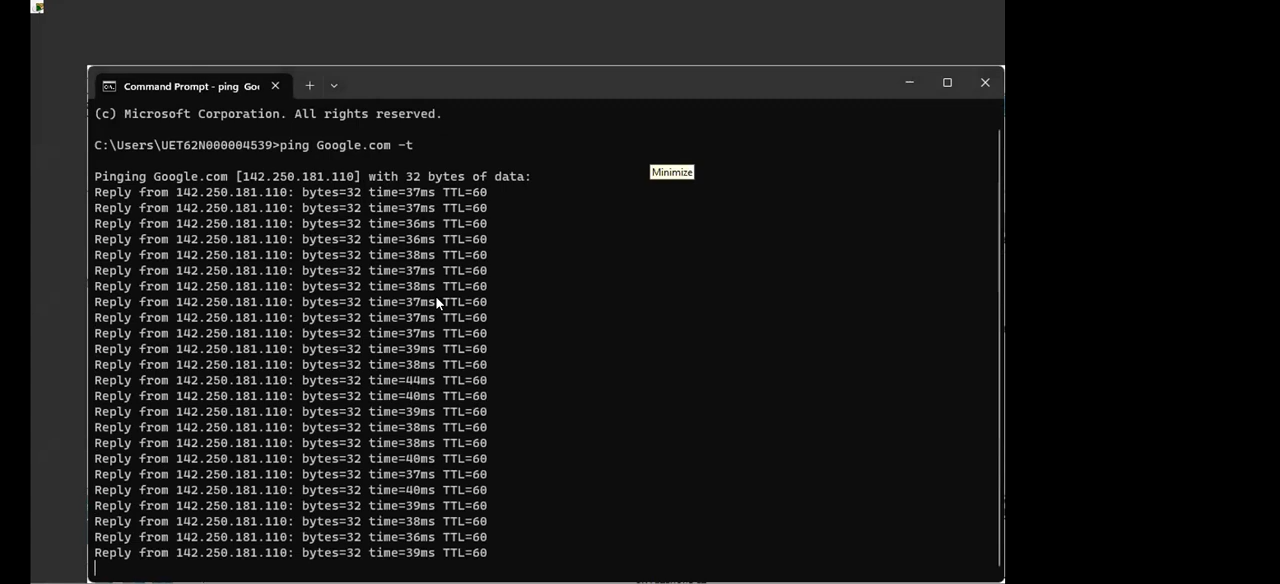 Command Prompt - ping Goo
(c) Microsoft Corporation. All rights reserved.
C:\Users\UET62N000004539>ping Google.com -t
Minimize
Pinging Google.com [142.250.181.110] with 32 bytes of data:
Reply from 142.250.181.110: bytes=32 time=37ms TTL=60
Reply from 142.250.181.110: bytes=32 time=37ms TTL=60
Reply from 142.250.181.110: bytes=32 time=36ms TTL=60
Reply from 142.250.181.110: bytes=32 time=36ms TTL=60
Reply from 142.250.181.110: bytes=32 time=38ms TTL=60
Reply from 142.250.181.110: bytes=32 time=37ms TTL=60
Reply from 142.250.181.110: bytes=32 time=38ms TTL=60
Reply from 142.250.181.110: bytes=32 time=37ms TTL=60
Reply from 142.250.181.110: bytes=32 time=37ms TTL=60
Reply from 142.250.181.110: bytes=32 time=37ms TTL=60
Reply from 142.250.181.110: bytes=32 time=39ms TTL=60
Reply from 142.250.181.110: bytes=32 time=38ms TTL=60
Reply from 142.250.181.110: bytes=32 time=44ms TTL=60
Reply from 142.250.181.110: bytes=32 time=40ms TTL=60
Reply from 142.250.181.110: bytes=32 time=39ms TTL=60
Reply from 142.250.181.110: bytes=32 time=38ms TTL=60
Reply from 142.250.181.110: bytes=32 time=38ms TTL=60
Reply from 142.250.181.110: bytes=32 time=40ms TTL=60
Reply from 142.250.181.110: bytes=32 time=37ms TTL=60
Reply from 142.250.181.110: bytes=32 time=40ms TTL=60
Reply from 142.250.181.110: bytes=32 time=39ms TTL=60
Reply from 142.250.181.110: bytes=32 time=38ms TTL=60
Reply from 142.250.181.110: bytes=32 time=36ms TTL=60
Reply from 142.250.181.110: bytes=32 time=39ms TTL=60